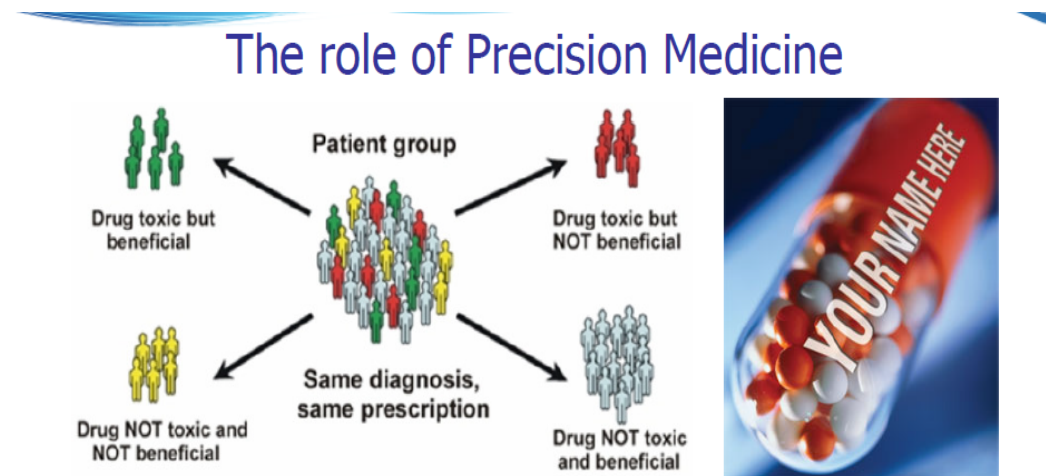 The role of Precision Medicine
Patient group
Drug toxic but
beneficial
Drug toxic but
NOT beneficial
Same diagnosis,
same prescription
Drug NOT toxic and
NOT beneficial
Drug NOT toxic
and beneficial
YOUR NAME HERE